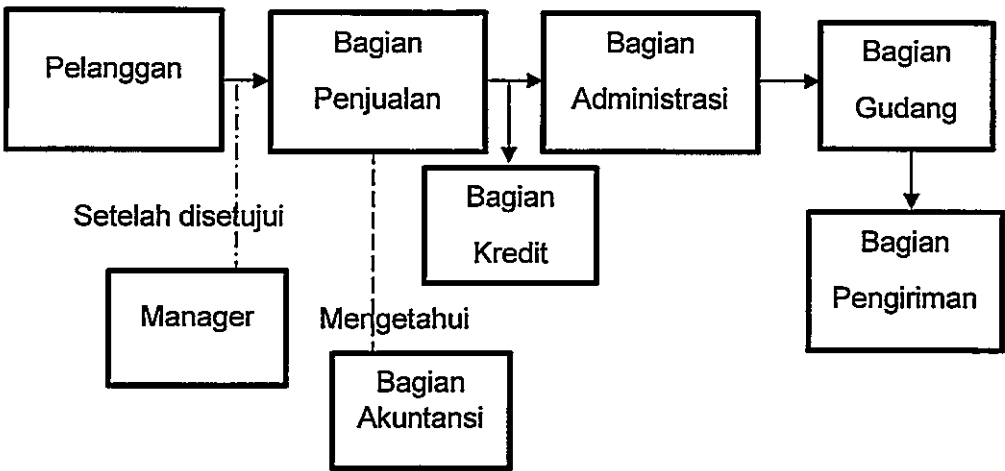 Pelanggan
Bagian
Penjualan
Bagian
Administrasi
Bagian
Gudang
Setelah disetujui
Bagian
Kredit
Bagian
Pengiriman
Manager
Mengetahui
Bagian
Akuntansi